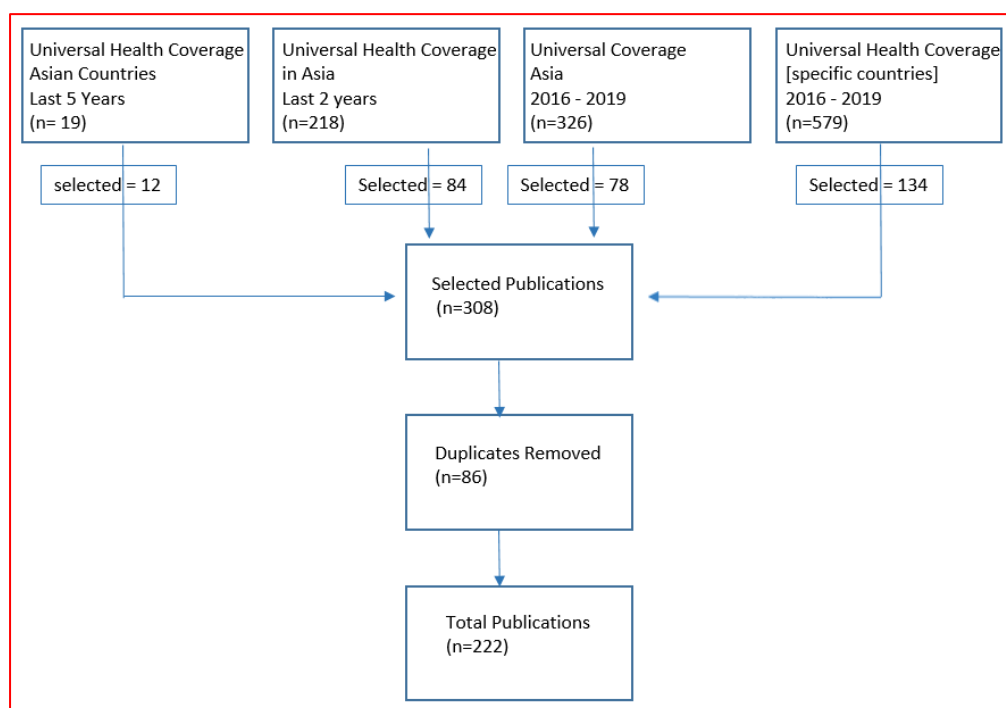 Universal Health Coverage
Asian Countries
Last 5 Years
(n= 19)
Universal Health Coverage
in Asia
Last 2 years
(n=218)
Universal Coverage
Asia
2016 - 2019
(n=326)
Universal Health Coverage
[specific countries]
2016 - 2019
(n=579)
selected = 12
Selected = 84
Selected = 78
Selected = 134
Selected Publications
(n=308)
Duplicates Removed
(n=86)
Total Publications
(n=222)